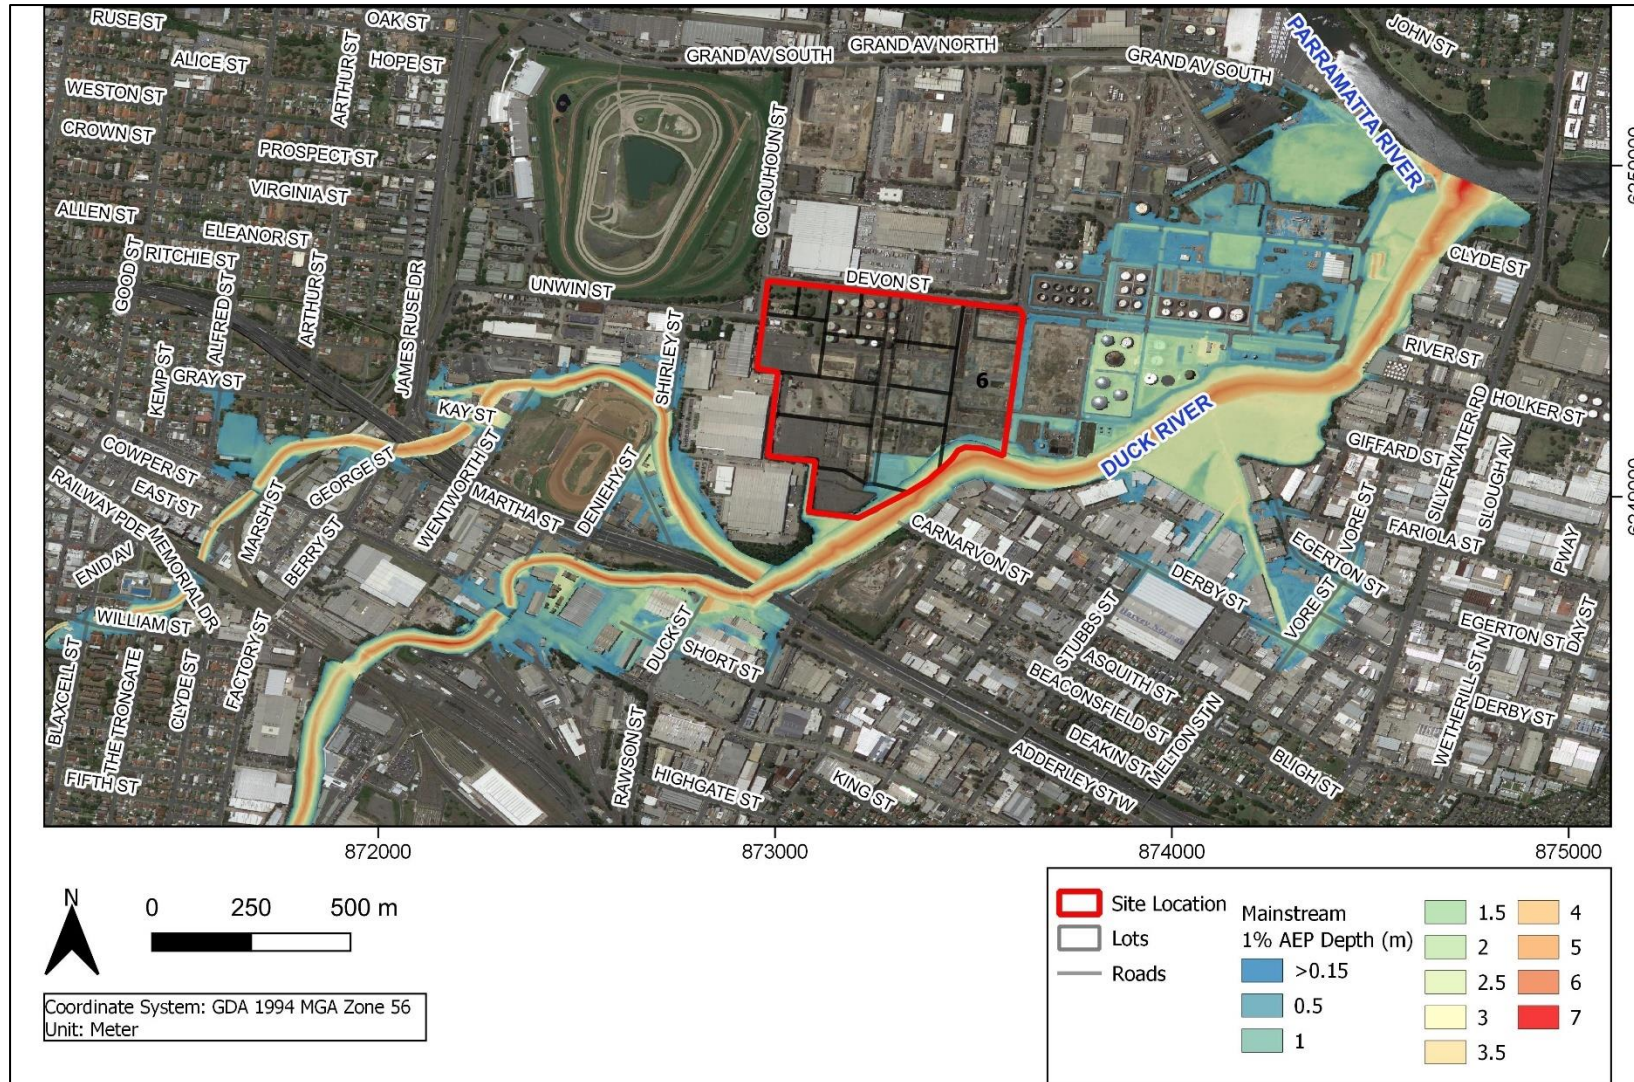 RUSE ST
OAK ST
ALICE ST
ARTHUR ST
HOPE ST
WESTON ST
CROWN ST
PROSPECT ST
VIRGINIA ST
ALLEN ST
ELEANOR ST
RITCHIE ST
GOOD ST
ALFRED ST
ARTHUR ST
JAMES RUSE DR
UNWIN ST
COLQUHOUN ST
GRAND AV SOUTH
GRAND AV NORTH
GRAND AV SOUTH
PARRAMATTA RIVER
JOHN ST
6250000
CLYDE ST
DEVON ST
SHIRLEY ST
KEMP ST
GRAY ST
KAY ST
6
RIVER ST
HOLKER ST
SILVERWATER RD
SLOUGH AV
GIFFARD ST
DUCK RIVER
COWPER ST
EAST ST
RAILWAY PDE
MEMORIAL DR
ENID AV
MARSH ST
GEORGE ST
BERRY ST
WENTWORTH ST
MARTHA ST
DENIEHY ST
CARNARVON ST
VORE ST
FARIOLA ST
PWAY
6249000
EGERTON ST
DERBY ST
VORE ST
EGERTON ST
DAY ST
WILLIAM ST
BLAXCELL ST
THE TRONGATE
CLYDE ST
FACTORY ST
DUCK ST
SHORT ST
STUBBS ST
ASQUITH ST
BEACONSFIELD ST
DEAKIN ST
MELTON ST N
WETHERILL ST N
DERBY ST
FIFTH ST
RAWSON ST
HIGHGATE ST
KING ST
ADDERLEY ST W
BLIGH ST
872000
873000
874000
875000
N
0 250 500 m
Coordinate System: GDA 1994 MGA Zone 56
Unit: Meter
Site Location
Lots
Roads
Mainstream
1% AEP Depth (m)
>0.15
0.5
1
1.5
2
2.5
3
3.5
4
5
6
7